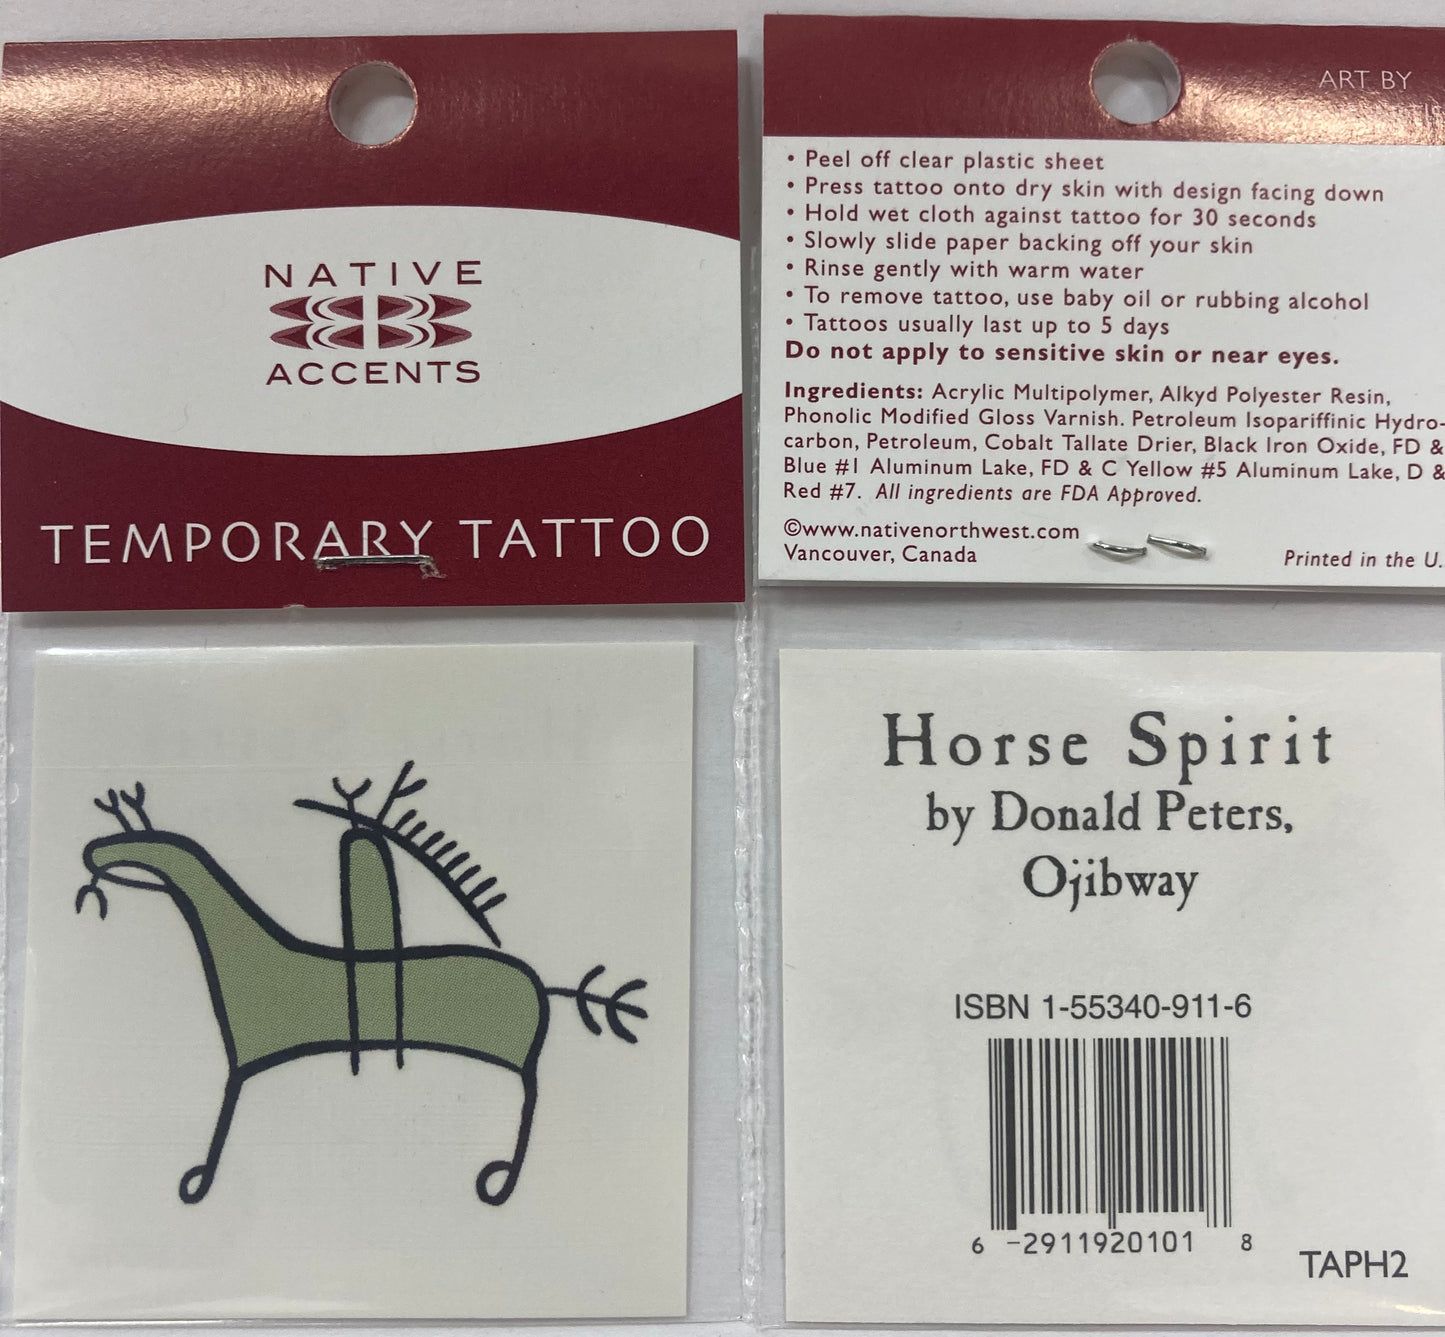 NATIVE
ACCENTS
TEMPORARY TATTOO
ART BY
• Peel off clear plastic sheet
• Press tattoo onto dry skin with design facing down
• Hold wet cloth against tattoo for 30 seconds
• Slowly slide paper backing off your skin
• Rinse gently with warm water
• To remove tattoo, use baby oil or rubbing alcohol
• Tattoos usually last up to 5 days
Do not apply to sensitive skin or near eyes.
Ingredients: Acrylic Multipolymer, Alkyd Polyester Resin,
Phonolic Modified Gloss Varnish. Petroleum Isopariffinic Hydro-
carbon, Petroleum, Cobalt Tallate Drier, Black Iron Oxide, FD &
Blue #1 Aluminum Lake, FD & C Yellow #5 Aluminum Lake, D &
Red #7. All ingredients are FDA Approved.
©www.nativenorthwest.com
Vancouver, Canada
Printed in the U.
Horse Spirit
by Donald Peters,
Ojibway
ISBN 1-55340-911-6
6 -2911920101 8
TAPH2